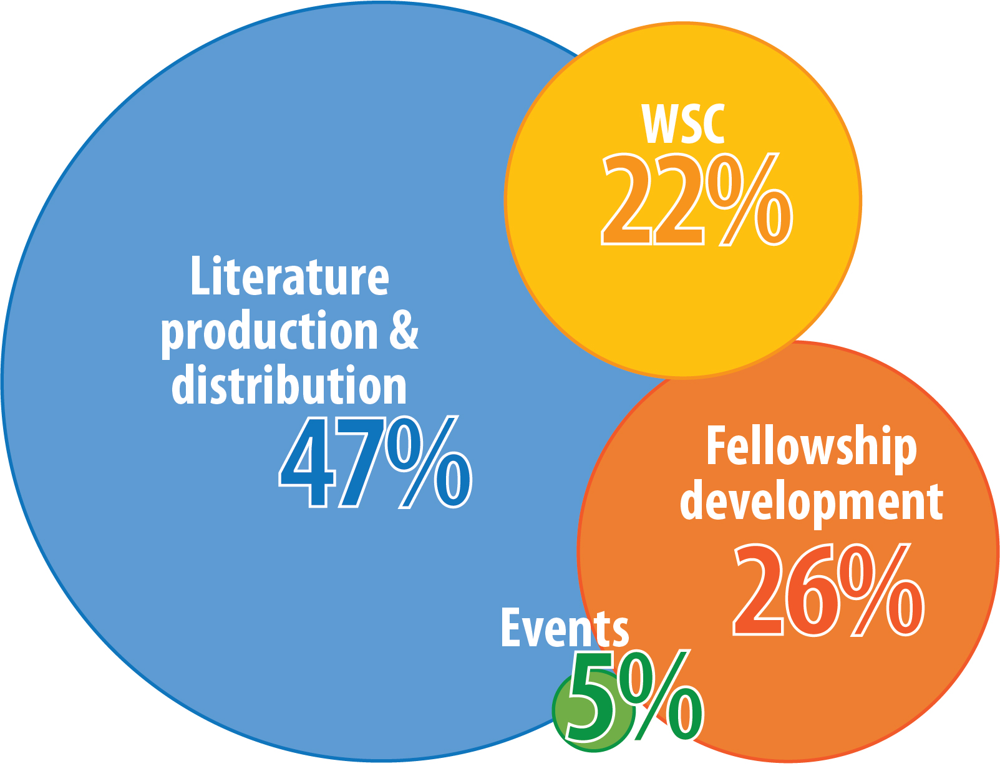 WSC
22%
Literature
production &
distribution
47%
Fellowship
development
26%
Events
5%